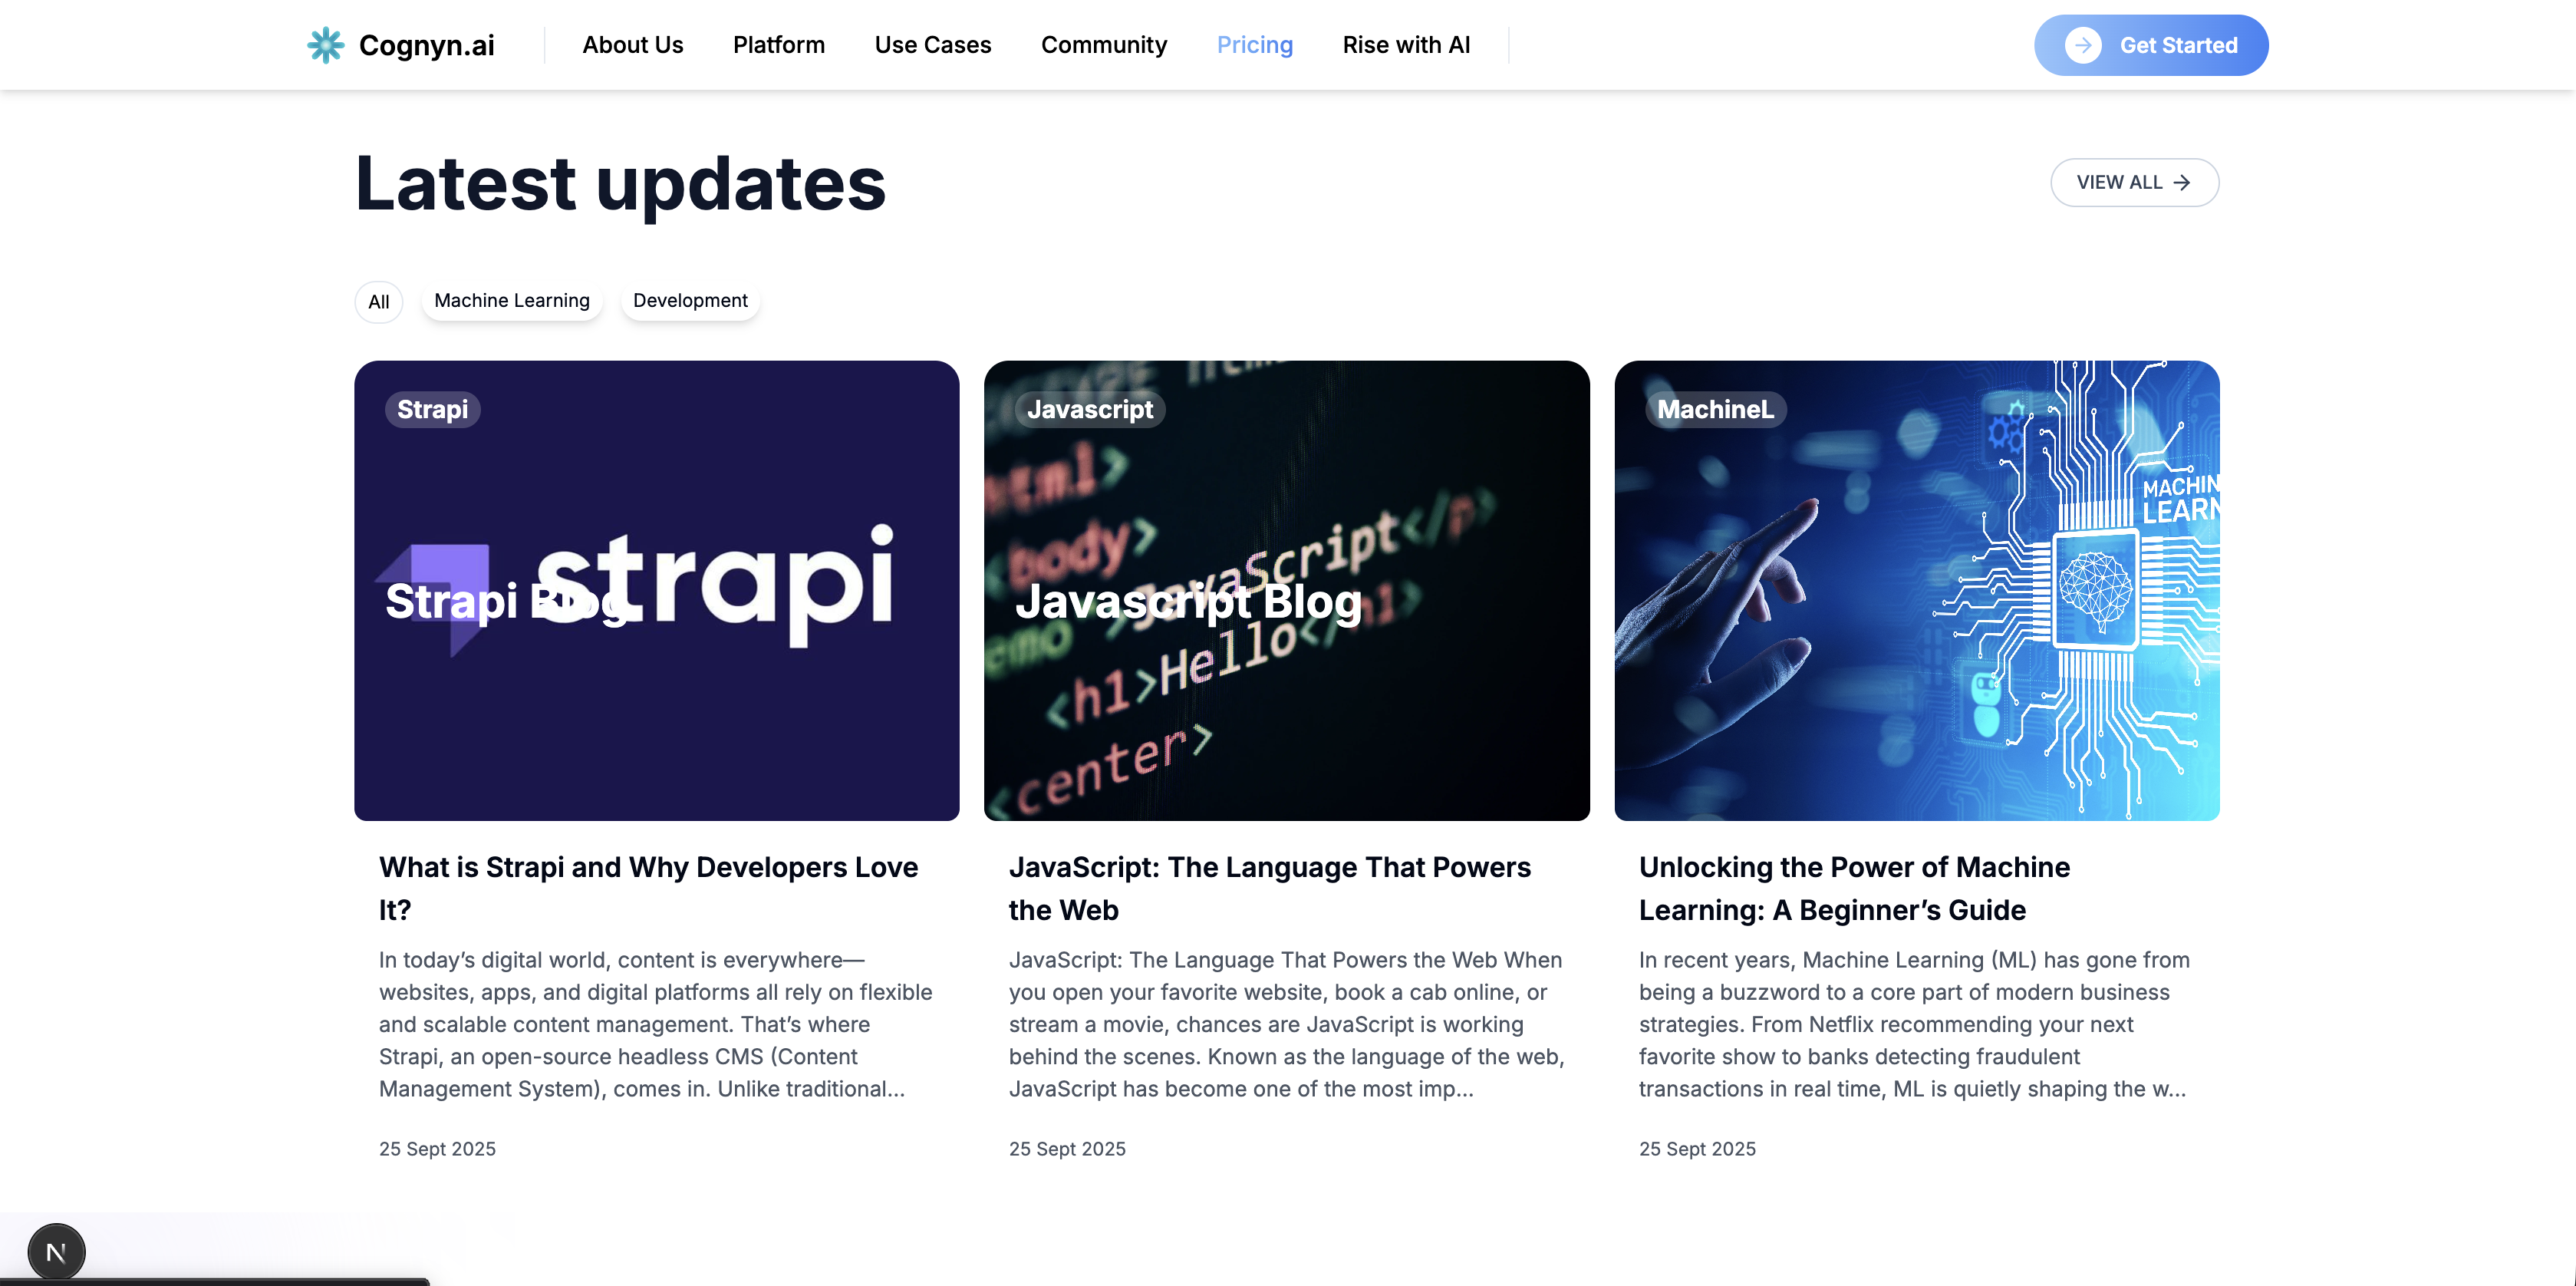 Cognyn.ai
About Us
Platform
Use Cases
Community
Pricing
Rise with AI
Get Started
Latest updates
VIEW ALL →
All
Machine Learning
Development
Strapi
strapi
Strapi Blog
Javascript
html>
<body>
JavaScript</p>
Javascript Blog
<h1>Hello</h1>
<center>
MachineL
MACHIN
LEARN
What is Strapi and Why Developers Love
It?
In today’s digital world, content is everywhere—
websites, apps, and digital platforms all rely on flexible
and scalable content management. That’s where
Strapi, an open-source headless CMS (Content
Management System), comes in. Unlike traditional...
25 Sept 2025
JavaScript: The Language That Powers
the Web
JavaScript: The Language That Powers the Web When
you open your favorite website, book a cab online, or
stream a movie, chances are JavaScript is working
behind the scenes. Known as the language of the web,
JavaScript has become one of the most imp...
25 Sept 2025
Unlocking the Power of Machine
Learning: A Beginner’s Guide
In recent years, Machine Learning (ML) has gone from
being a buzzword to a core part of modern business
strategies. From Netflix recommending your next
favorite show to banks detecting fraudulent
transactions in real time, ML is quietly shaping the w...
25 Sept 2025
N